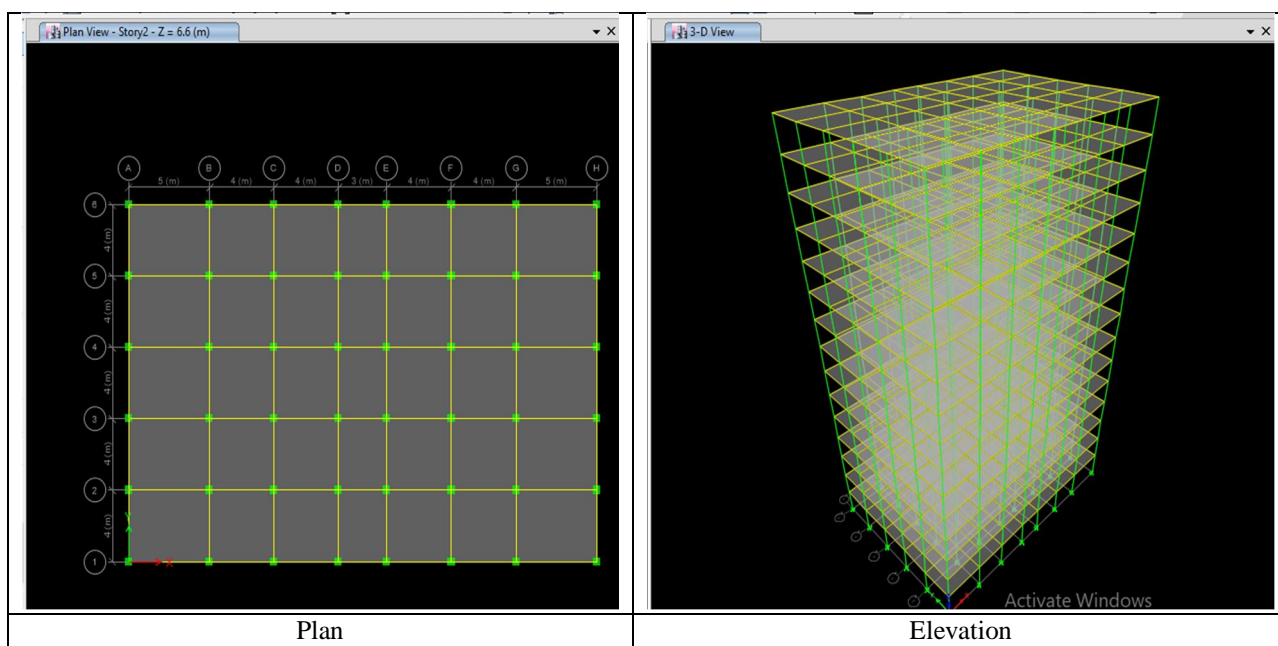 Plan View - Story2 - Z = 6.6 (m)
A B C D E F G H
5 (m) 4 (m) 4 (m) 3 (m) 4 (m) 4 (m) 5 (m)
6
4 (m)
5
4 (m)
4
4 (m)
3
4 (m)
2
4 (m)
1
Y
X
3-D View
Activate Windows
Plan
Elevation